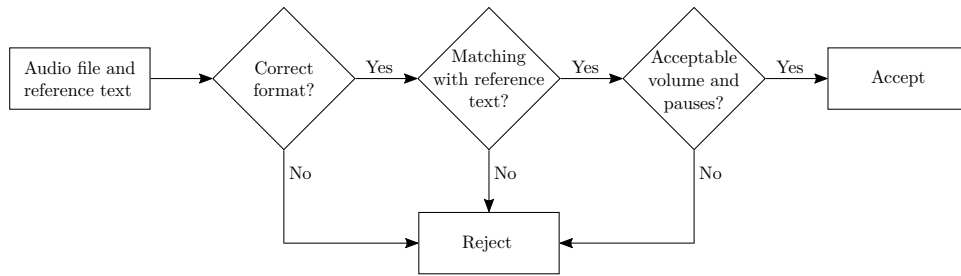 Audio file and
reference text
Correct
format?
Yes
Matching
with reference
text?
Yes
Acceptable
volume and
pauses?
Yes
Accept
No
No
No
Reject